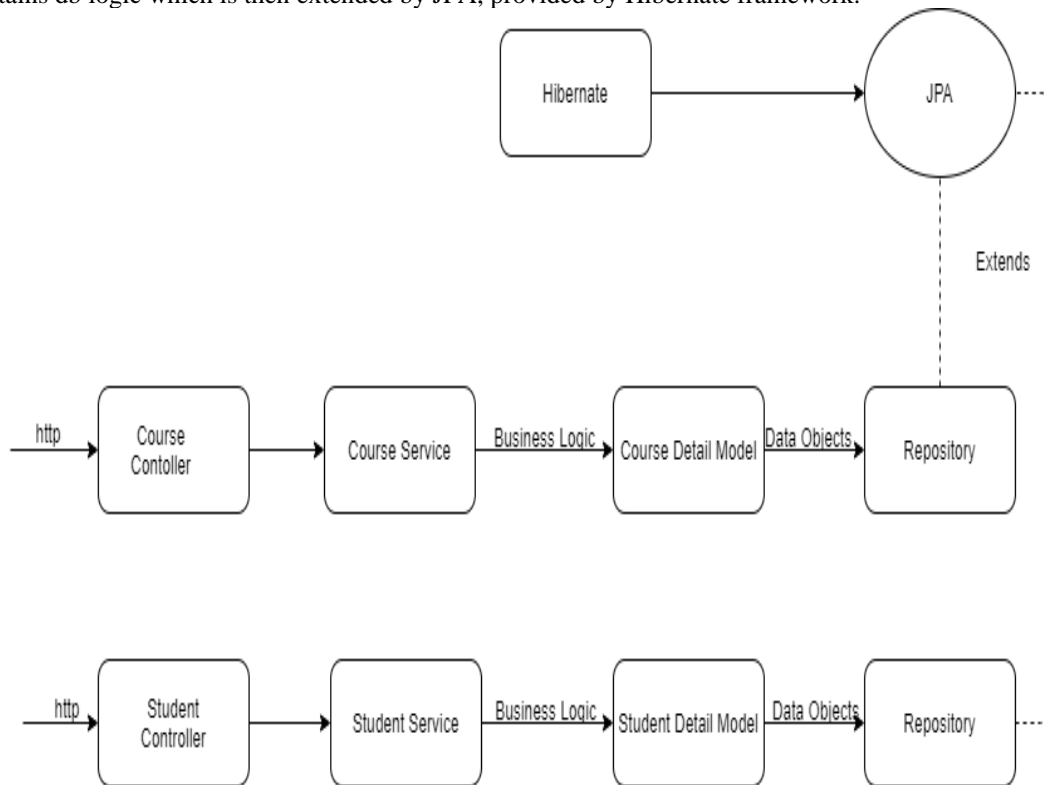 tains db logic which is then extended by JPA, provided by Hibernate framework.
Hibernate
JPA
Extends
http
Course
Contoller
Course Service
Business Logic
Course Detail Model
Data Objects
Repository
http
Student
Controller
Student Service
Business Logic
Student Detail Model
Data Objects
Repository